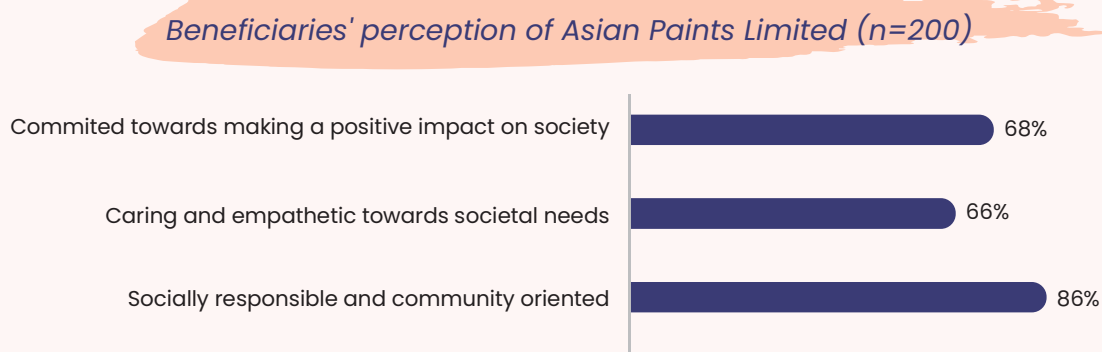 Beneficiaries' perception of Asian Paints Limited (n=200)
Commited towards making a positive impact on society 68%
Caring and empathetic towards societal needs 66%
Socially responsible and community oriented 86%